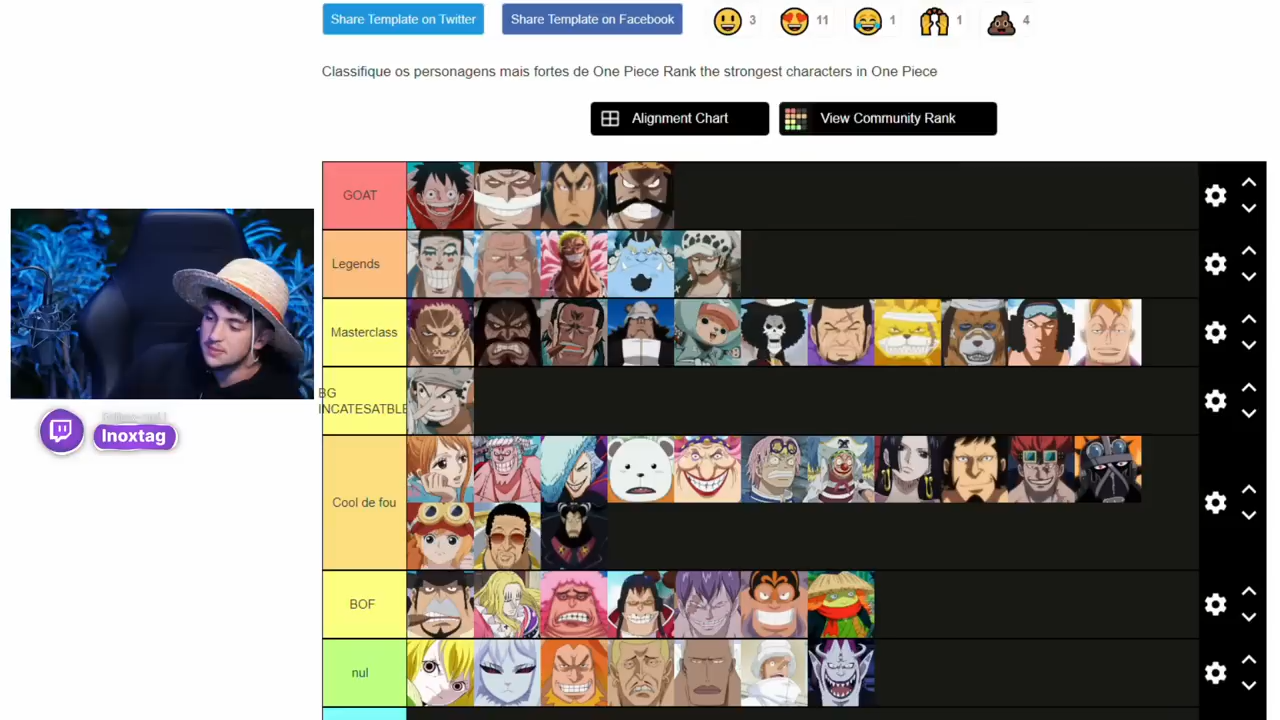 Share Template on Twitter
Share Template on Facebook
3
11
1
1
4
Classifique os personagens mais fortes de One Piece Rank the strongest characters in One Piece
Alignment Chart
View Community Rank
GOAT
Legends
Masterclass
BG
INCATESATBLE
Cool de fou
BOF
nul
Inoxtag